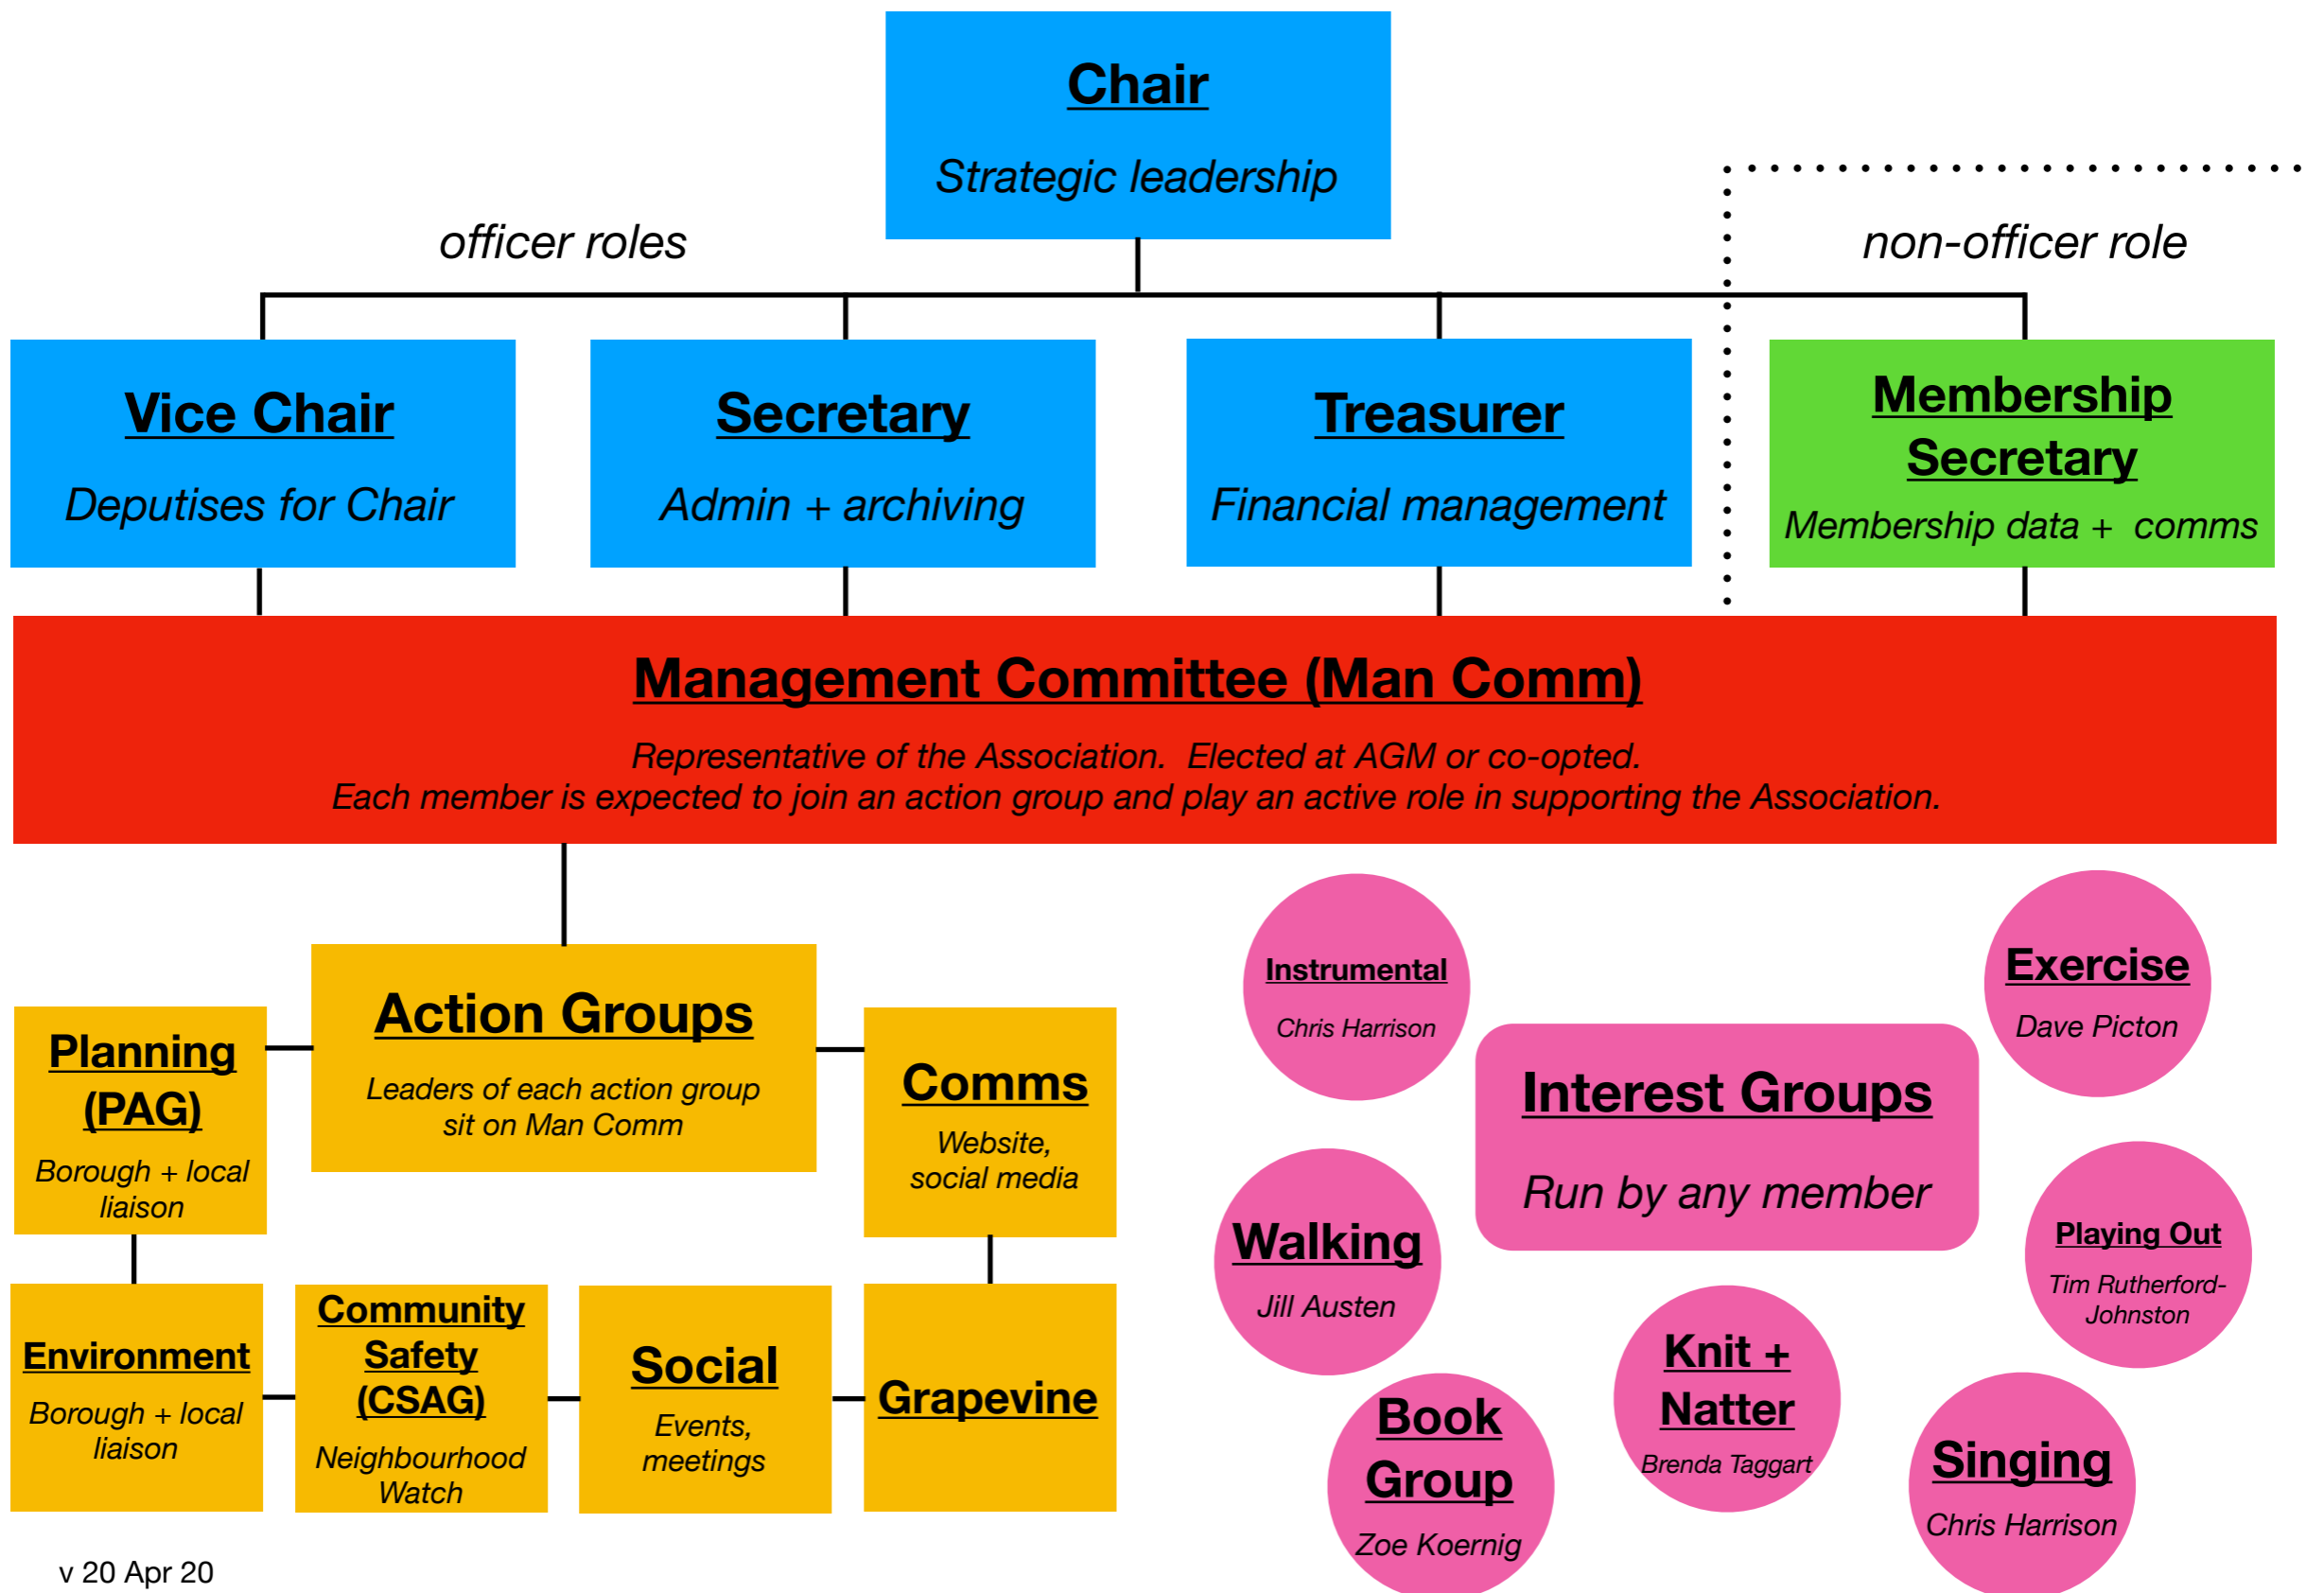 Chair
Strategic leadership
officer roles
non-officer role
Vice Chair
Deputises for Chair
Secretary
Admin + archiving
Treasurer
Financial management
Membership
Secretary
Membership data + comms
Management Committee (Man Comm)
Representative of the Association. Elected at AGM or co-opted.
Each member is expected to join an action group and play an active role in supporting the Association.
Action Groups
Leaders of each action group
sit on Man Comm
Planning
(PAG)
Borough + local
liaison
Comms
Website,
social media
Environment
Borough + local
liaison
Community
Safety
(CSAG)
Neighbourhood
Watch
Social
Events,
meetings
Grapevine
Interest Groups
Run by any member
Instrumental
Chris Harrison
Exercise
Dave Picton
Walking
Jill Austen
Playing Out
Tim Rutherford-
Johnston
Book
Group
Zoe Koernig
Knit +
Natter
Brenda Taggart
Singing
Chris Harrison
v 20 Apr 20